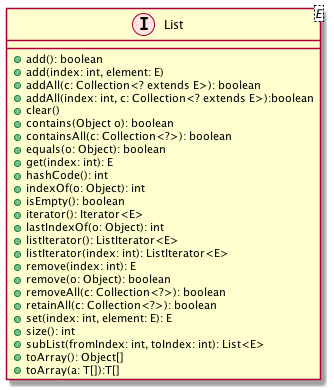 E
I List
add(): boolean
add(index: int, element: E)
addAll(c: Collection<? extends E>): boolean
addAll(index: int, c: Collection<? extends E>):boolean
clear()
contains(Object o): boolean
containsAll(c: Collection<?>): boolean
equals(o: Object): boolean
get(index: int): E
hashCode(): int
indexOf(o: Object): int
isEmpty(): boolean
iterator(): Iterator<E>
lastIndexOf(o: Object): int
listIterator(): ListIterator<E>
listIterator(index: int): ListIterator<E>
remove(index: int): E
remove(o: Object): boolean
removeAll(c: Collection<?>): boolean
retainAll(c: Collection<?>): boolean
set(index: int, element: E): E
size(): int
subList(fromIndex: int, toIndex: int): List<E>
toArray(): Object[]
toArray(a: T[]):T[]